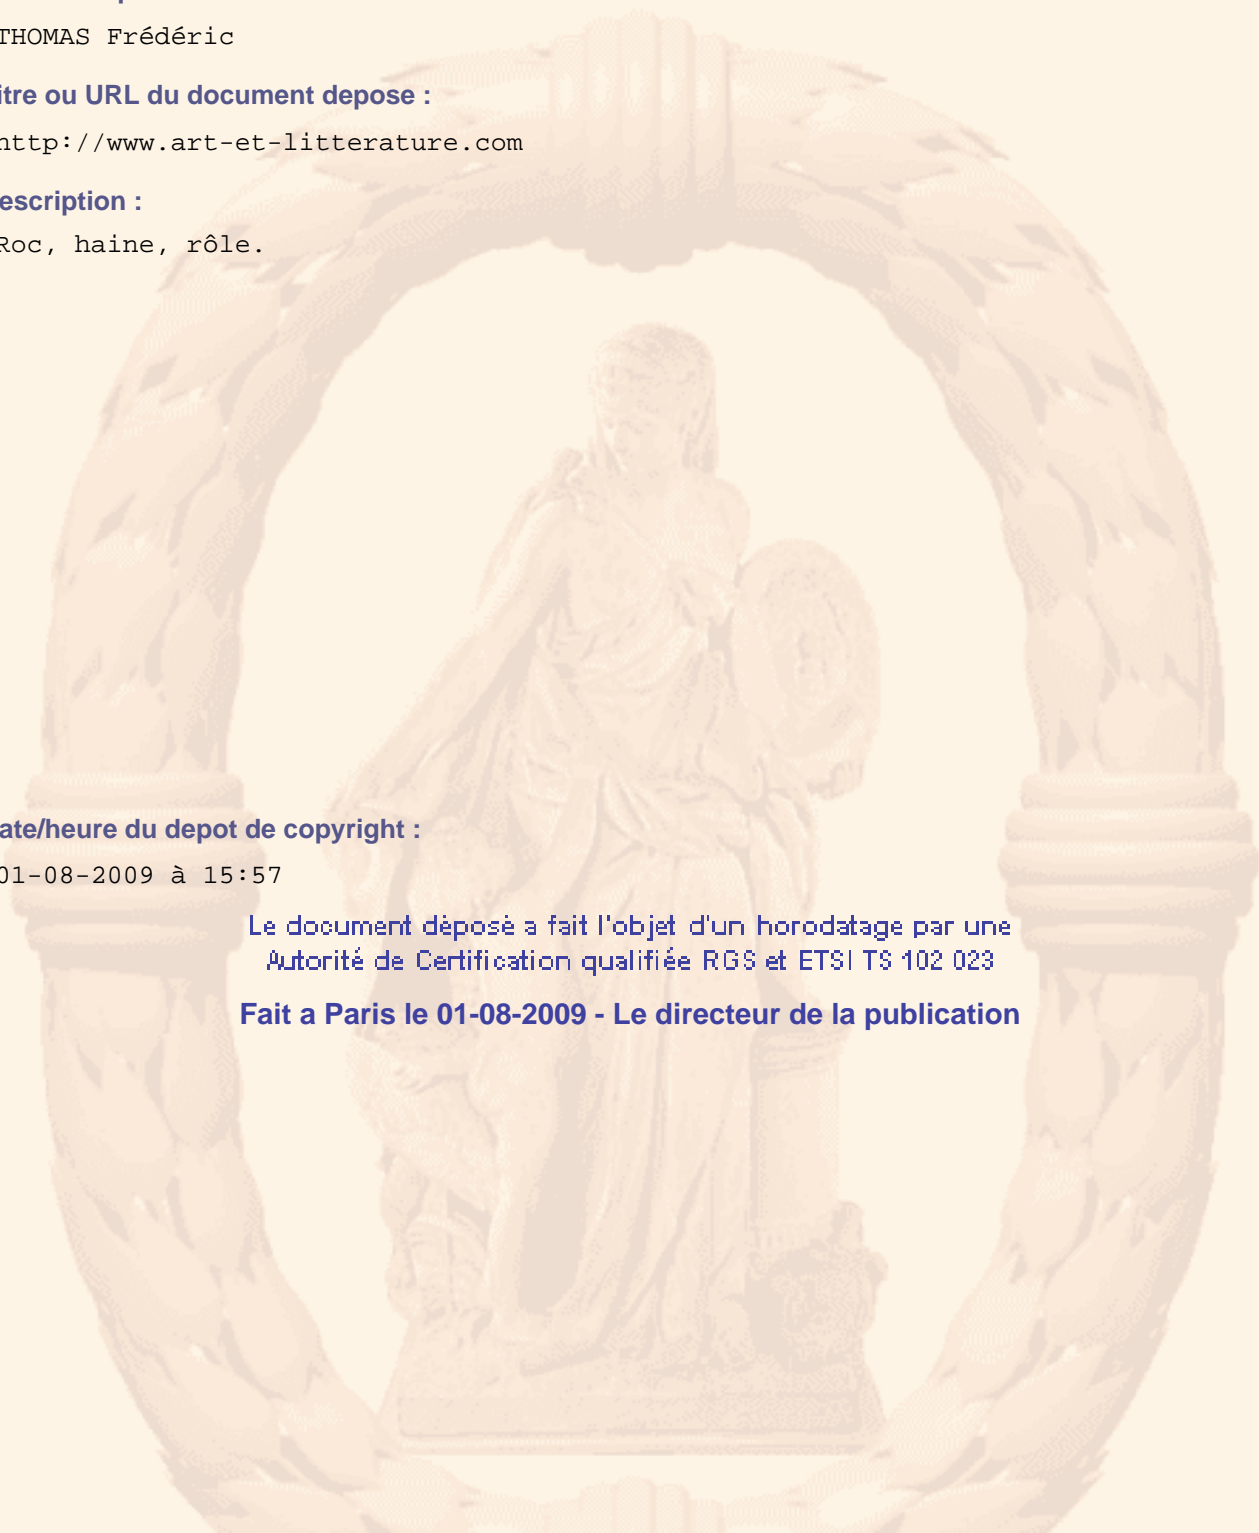 THOMAS Frédéric
itre ou URL du document depose :
http://www.art-et-litterature.com
escription :
Roc, haine, rôle.
ate/heure du depot de copyright :
01-08-2009 à 15:57
Le document déposé a fait l'objet d'un horodatage par une
Autorité de Certification qualifiée RGS et ETSI TS 102 023
Fait a Paris le 01-08-2009 - Le directeur de la publication